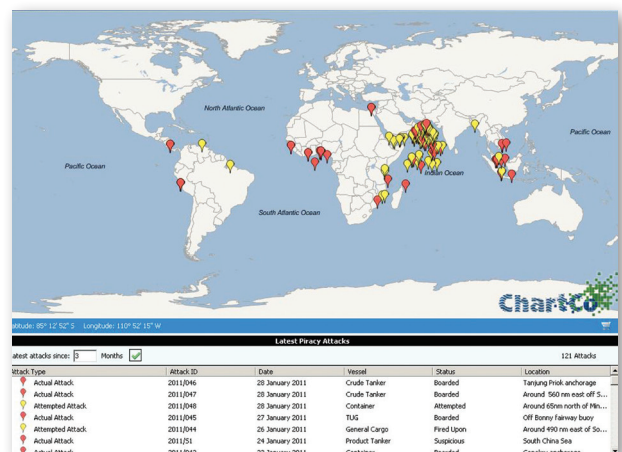 North Atlantic Ocean
Pacific Ocean
Pacific Ocean
Indian Ocean
South Atlantic Ocean
ChartCo
atitude: 85° 12' 52" S Longitude: 110° 52' 15" W
Latest Piracy Attacks
atest attacks since: 3 Months 121 Attacks
Attack Type Attack ID Date Vessel Status Location
Actual Attack 2011/046 28 January 2011 Crude Tanker Boarded Tanjung Priok anchorage
Actual Attack 2011/047 28 January 2011 Crude Tanker Boarded Around 560 nm east off S...
Attempted Attack 2011/048 28 January 2011 Container Attempted Around 65nm north of Min...
Actual Attack 2011/045 27 January 2011 TUG Boarded Off Bonny fairway buoy
Attempted Attack 2011/044 26 January 2011 General Cargo Fired Upon Around 490 nm east of So...
Actual Attack 2011/51 24 January 2011 Product Tanker Suspicious South China Sea